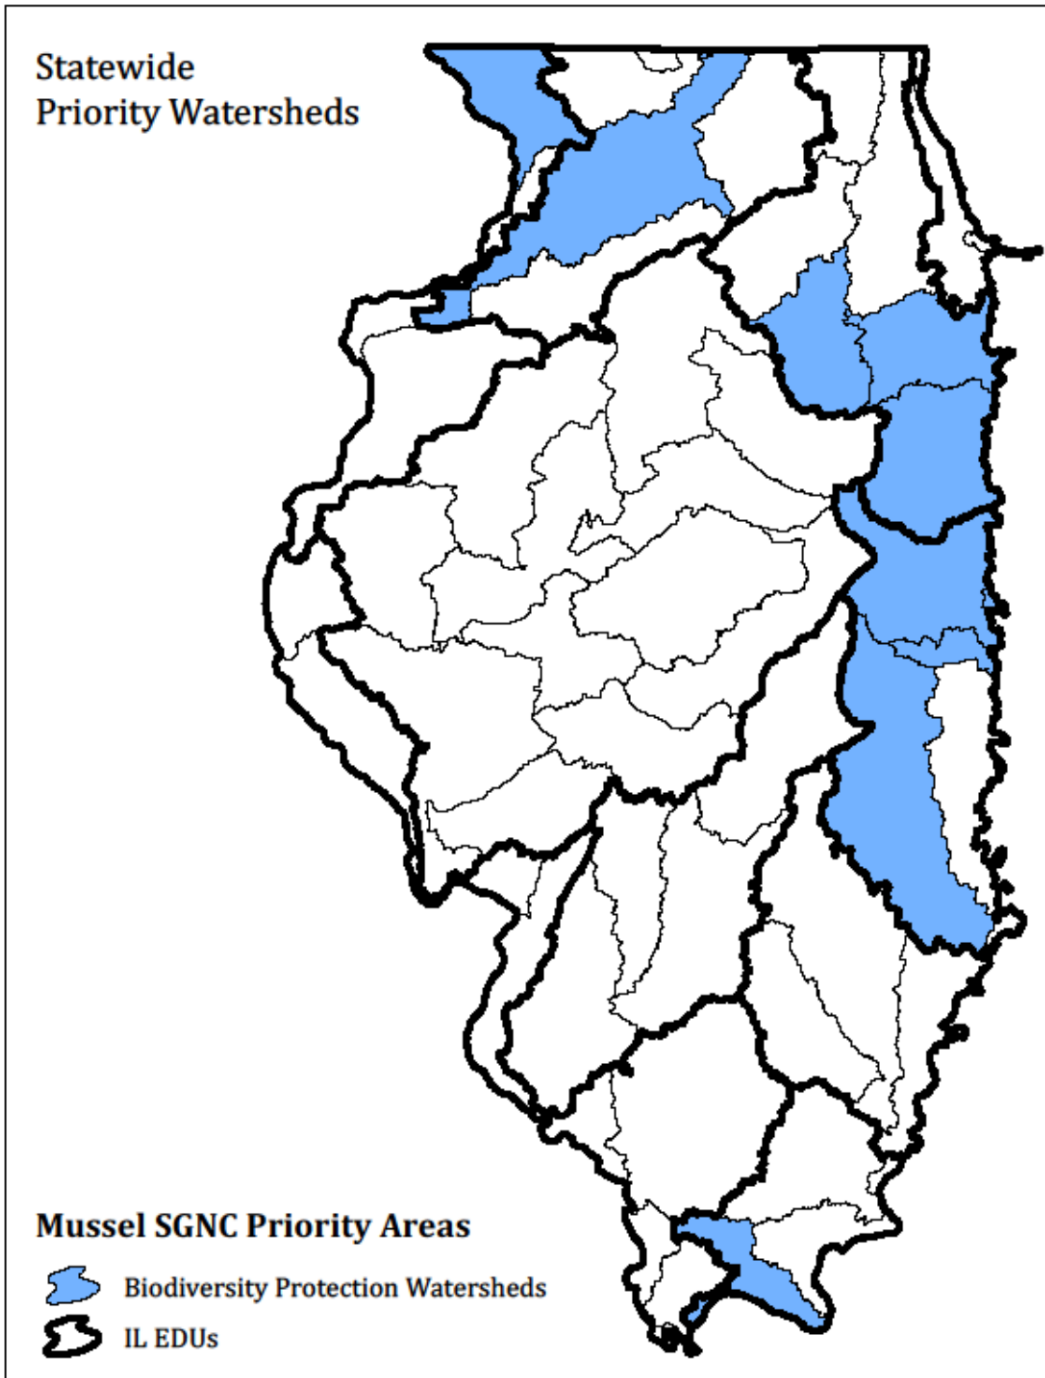 Statewide
Priority Watersheds
Mussel SGNC Priority Areas
Biodiversity Protection Watersheds
IL EDUs